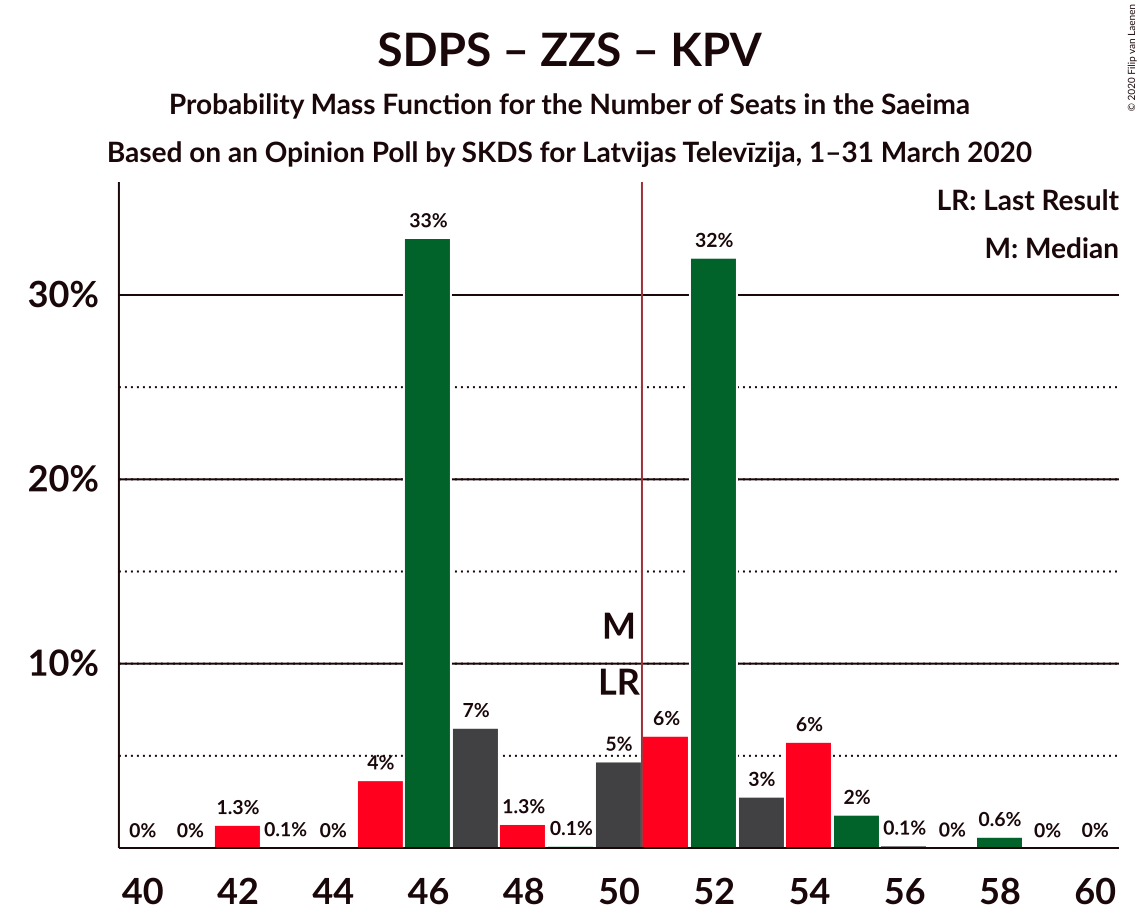 SDPS – ZZS – KPV
Probability Mass Function for the Number of Seats in the Saeima
Based on an Opinion Poll by SKDS for Latvijas Televīzija, 1–31 March 2020
© 2020 Filip van Laenen
LR: Last Result
M: Median
30%
20%
10%
0%
0%
1.3%
0.1%
0%
4%
33%
7%
1.3%
0.1%
5%
6%
32%
3%
6%
2%
0.1%
0%
0.6%
0%
0%
M
LR
40 42 44 46 48 50 52 54 56 58 60